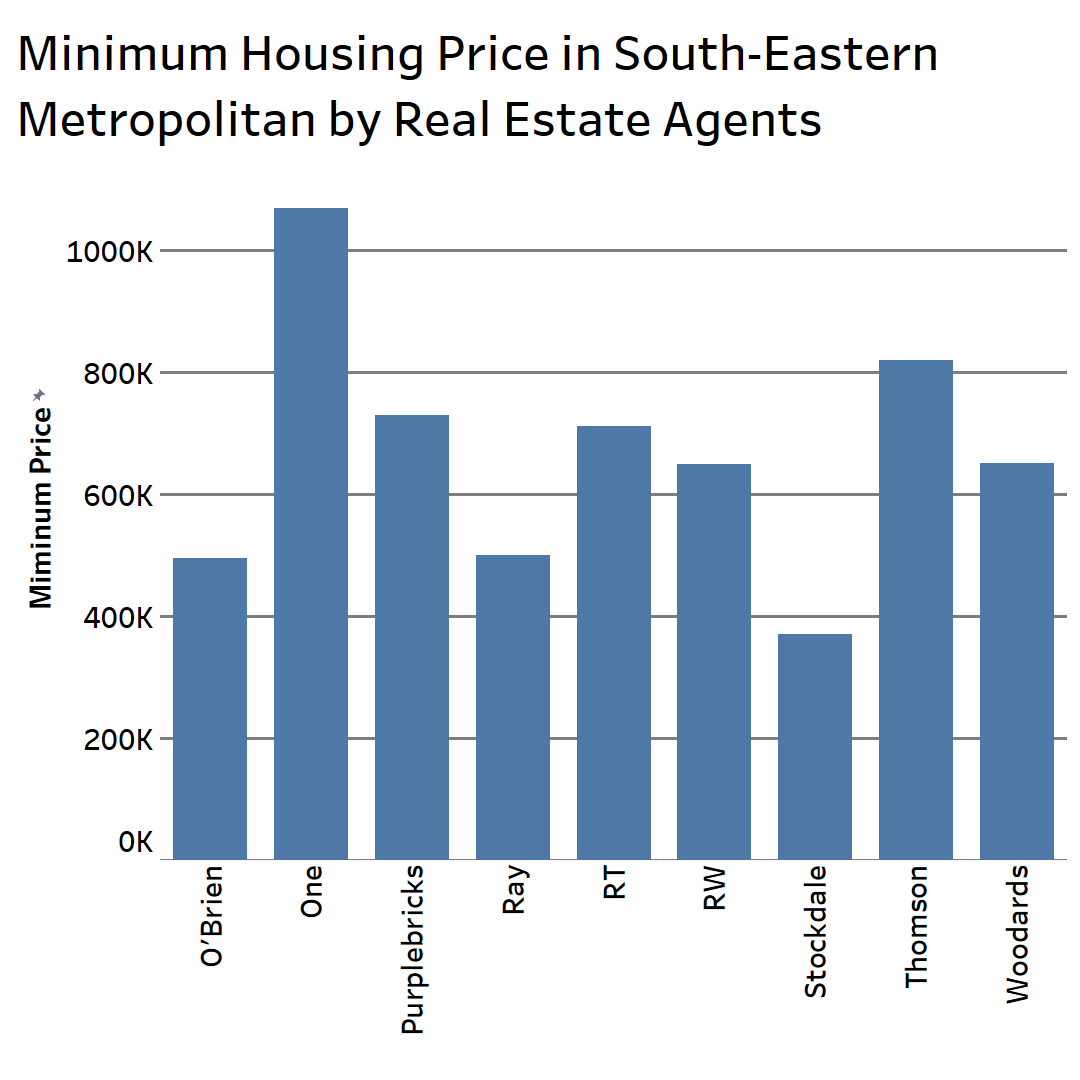 Minimum Housing Price in South-Eastern
Metropolitan by Real Estate Agents
1000K
800K
600K
400K
200K
0K
Miminum Price
O'Brien
One
Purplebricks
Ray
RT
RW
Stockdale
Thomson
Woodards